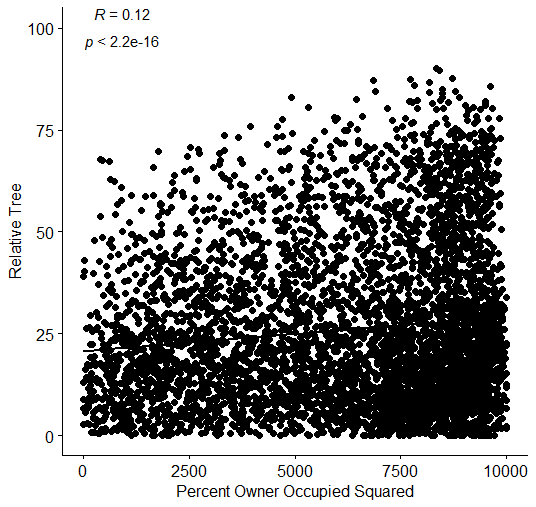 R = 0.12
p < 2.2e-16
100
75
50
25
0
Relative Tree
0 2500 5000 7500 10000
Percent Owner Occupied Squared